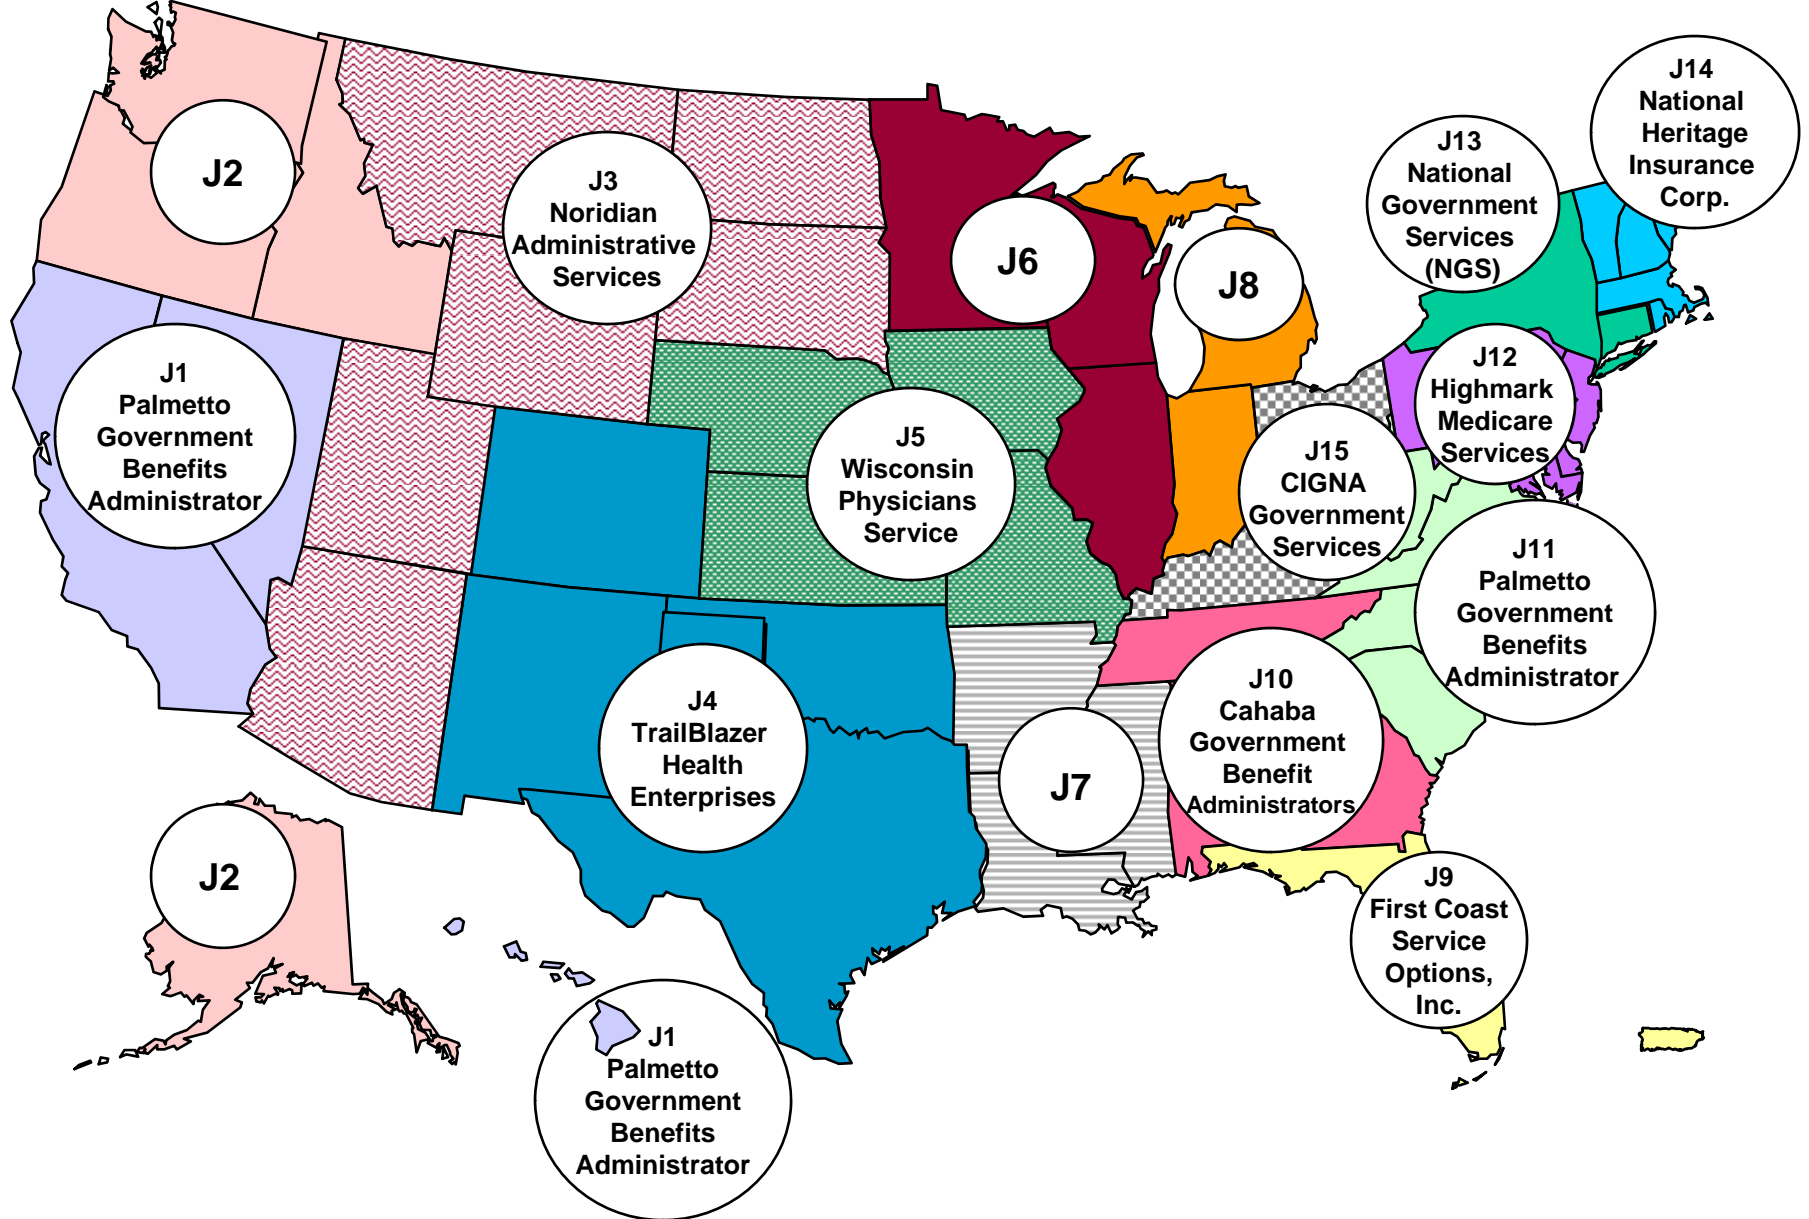 J2
J3
Noridian
Administrative
Services
J6
J8
J13
National
Government
Services
(NGS)
J14
National
Heritage
Insurance
Corp.
J1
Palmetto
Government
Benefits
Administrator
J5
Wisconsin
Physicians
Service
J15
CIGNA
Government
Services
J12
Highmark
Medicare
Services
J11
Palmetto
Government
Benefits
Administrator
J4
TrailBlazer
Health
Enterprises
J7
J10
Cahaba
Government
Benefit
Administrators
J2
J9
First Coast
Service
Options,
Inc.
J1
Palmetto
Government
Benefits
Administrator